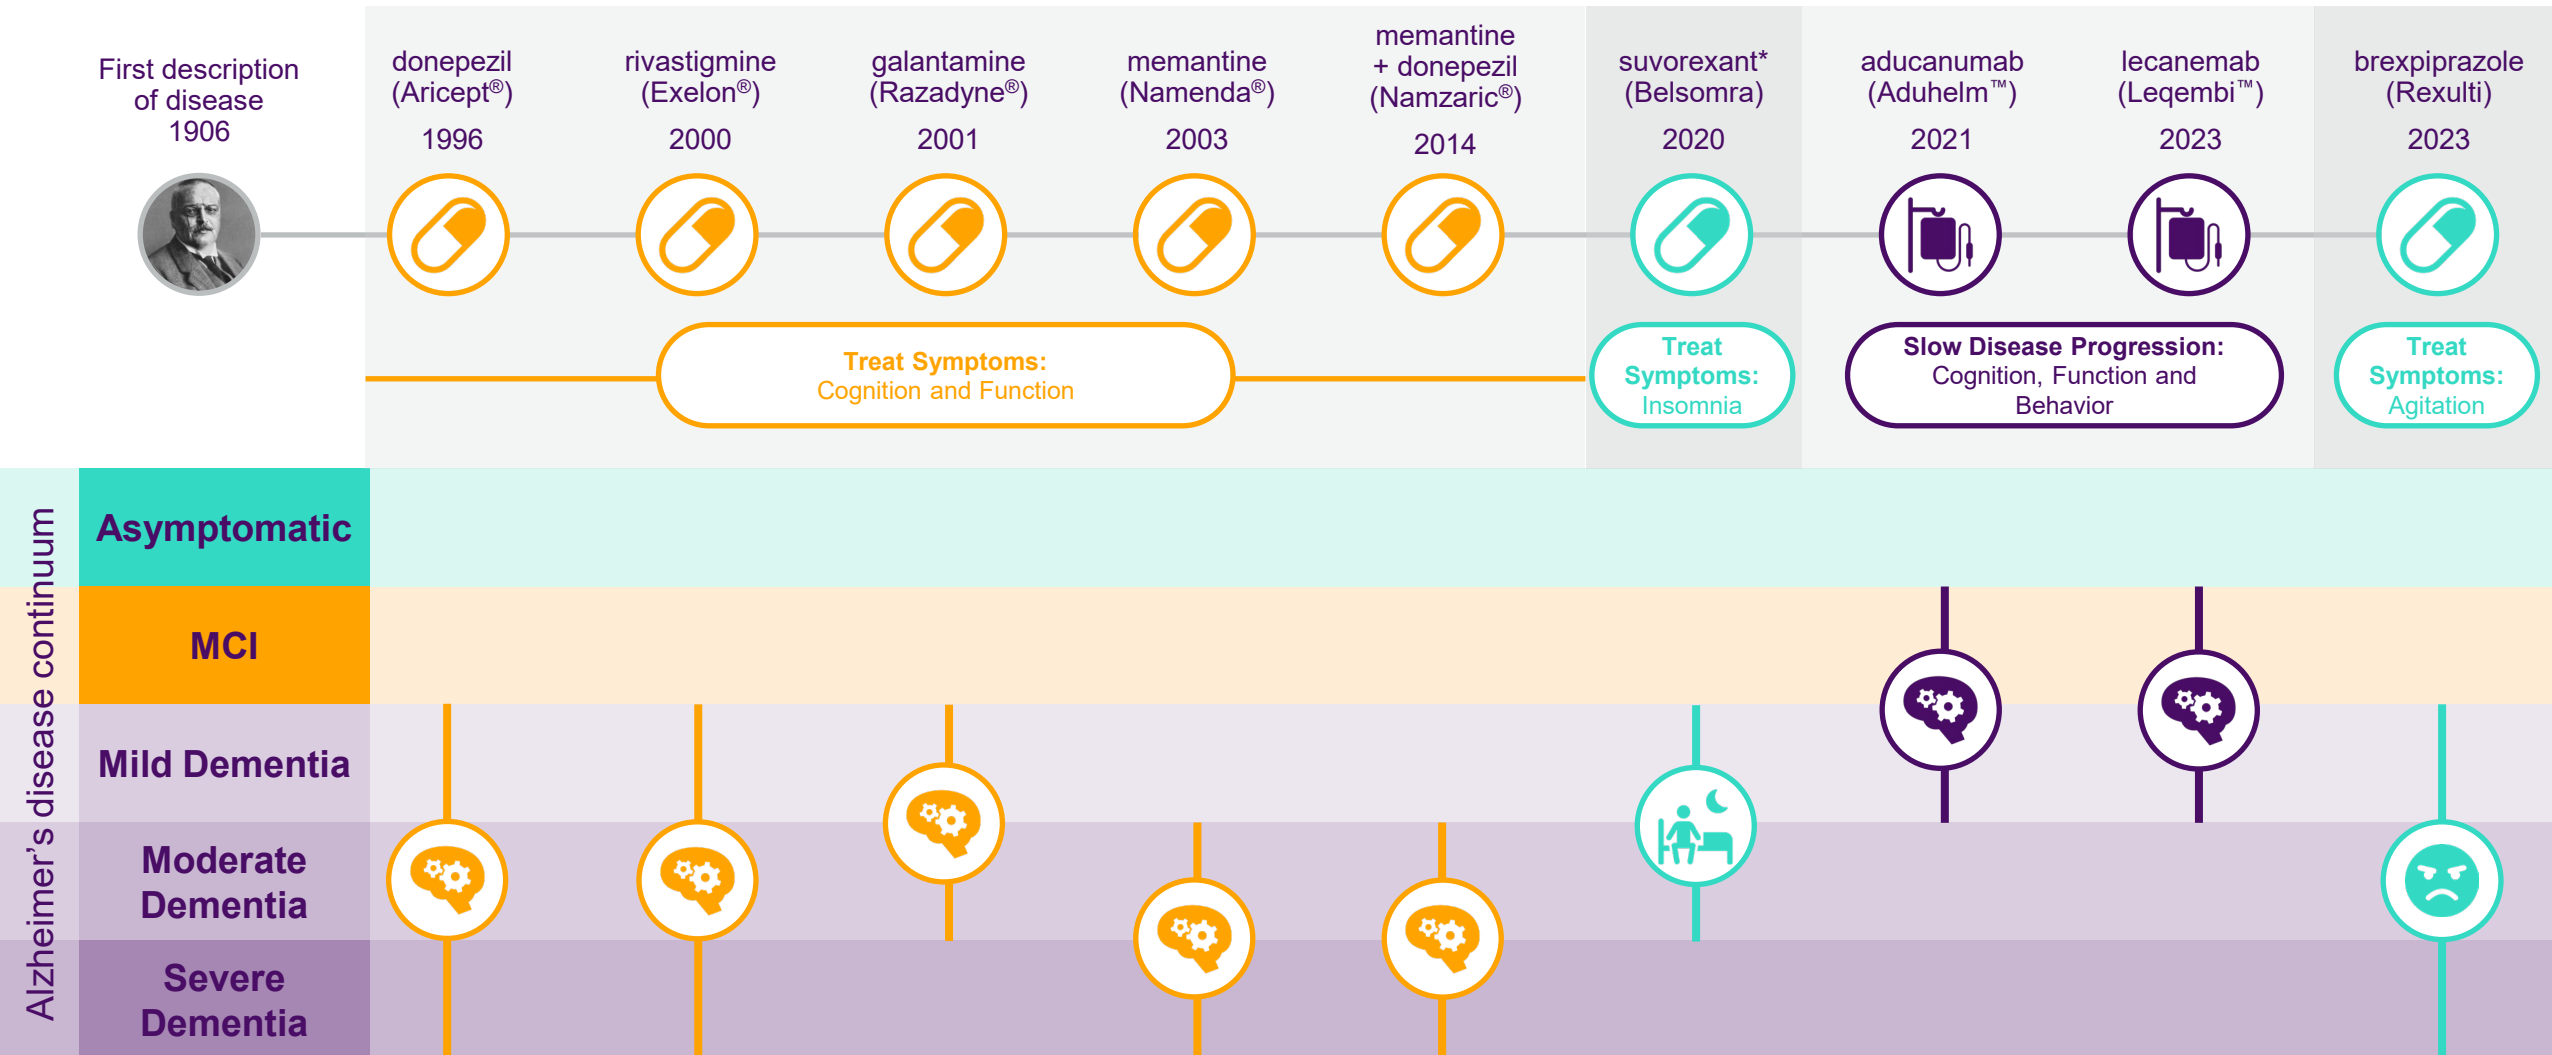 First description
of disease
1906
donepezil
(Aricept®)
1996
rivastigmine
(Exelon®)
2000
galantamine
(Razadyne®)
2001
memantine
(Namenda®)
2003
memantine
+ donepezil
(Namzaric®)
2014
suvorexant*
(Belsomra)
2020
aducanumab
(Aduhelm™)
2021
lecanemab
(Leqembi™)
2023
brexpiprazole
(Rexulti)
2023
Treat Symptoms:
Cognition and Function
Treat
Symptoms:
Insomnia
Slow Disease Progression:
Cognition, Function and
Behavior
Treat
Symptoms:
Agitation
Alzheimer's disease continuum
Asymptomatic
MCI
Mild Dementia
Moderate
Dementia
Severe
Dementia